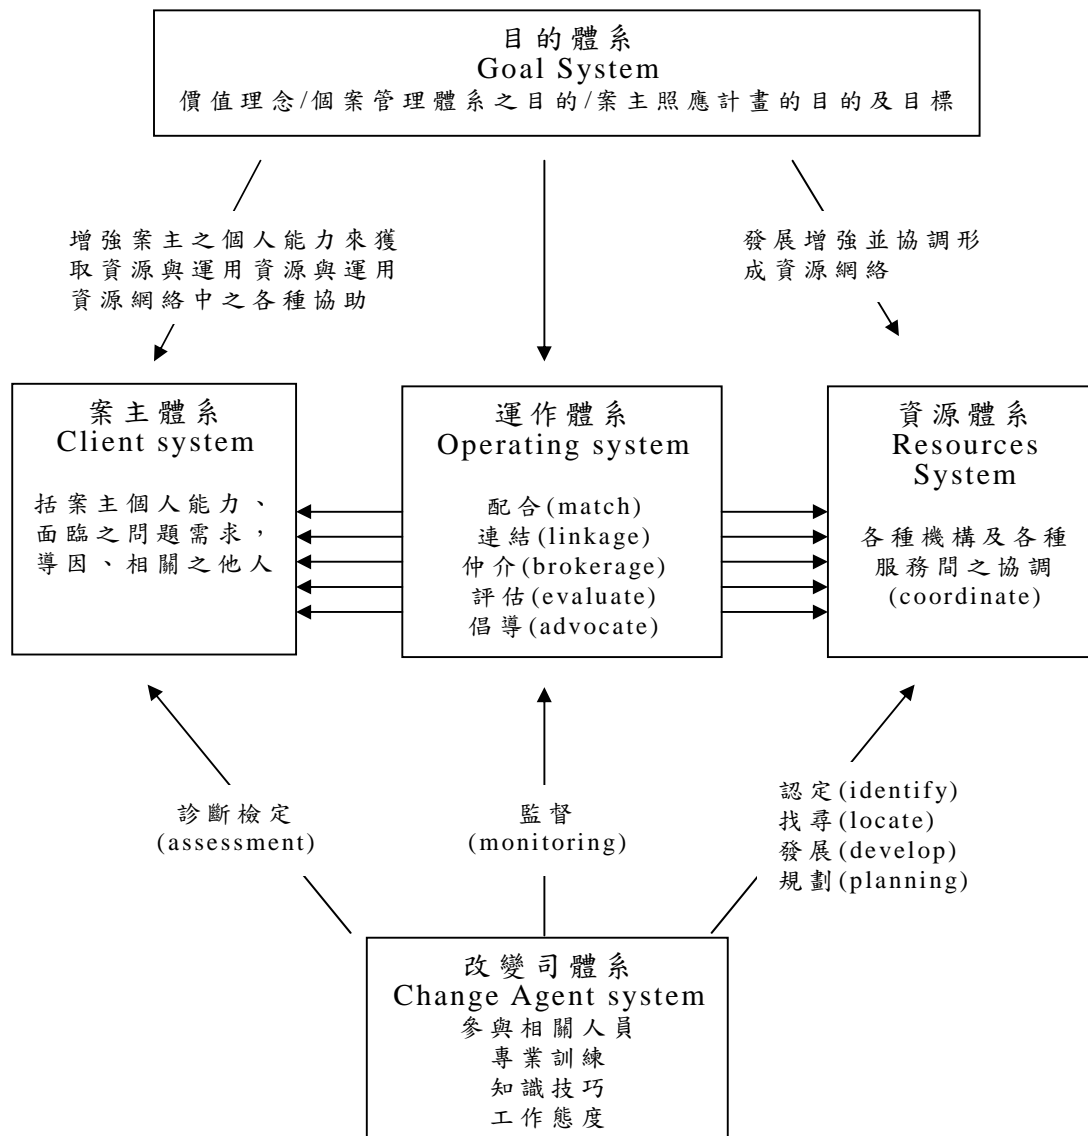 目的體系
Goal System
價值理念/個案管理體系之目的/案主照應計畫的目的及目標
增強案主之個人能力來獲
取資源與運用資源與運用
資源網絡中之各種協助
發展增強並協調形
成資源網絡
案主體系
Client system
括案主個人能力、
面臨之問題需求，
導因、相關之他人
運作體系
Operating system
配合(match)
連結(linkage)
仲介(brokerage)
評估(evaluate)
倡導(advocate)
資源體系
Resources
System
各種機構及各種
服務間之協調
(coordinate)
診斷檢定
(assessment)
監督
(monitoring)
認定(identify)
找尋(locate)
發展(develop)
規劃(planning)
改變司體系
Change Agent system
參與相關人員
專業訓練
知識技巧
工作態度